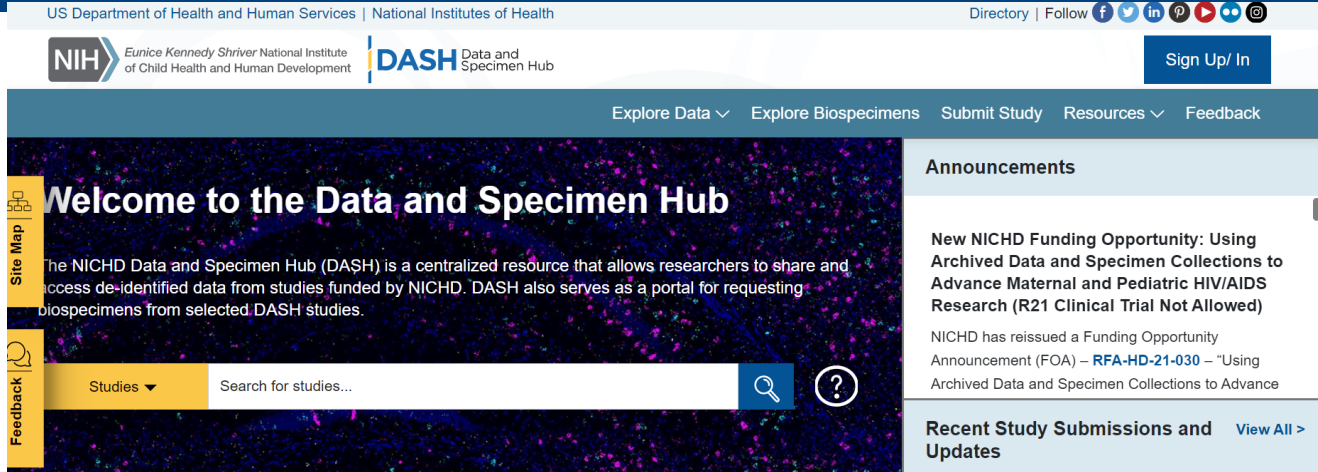 US Department of Health and Human Services | National Institutes of Health
Directory | Follow
NIH
Eunice Kennedy Shriver National Institute
of Child Health and Human Development
DASH Data and
Specimen Hub
Sign Up/ In
Explore Data Explore Biospecimens Submit Study Resources Feedback
Site Map
Feedback
Welcome to the Data and Specimen Hub
The NICHD Data and Specimen Hub (DASH) is a centralized resource that allows researchers to share and
access de-identified data from studies funded by NICHD. DASH also serves as a portal for requesting
biospecimens from selected DASH studies.
Studies Search for studies... ?
Announcements
New NICHD Funding Opportunity: Using
Archived Data and Specimen Collections to
Advance Maternal and Pediatric HIV/AIDS
Research (R21 Clinical Trial Not Allowed)
NICHD has reissued a Funding Opportunity
Announcement (FOA) – RFA-HD-21-030 – “Using
Archived Data and Specimen Collections to Advance
Recent Study Submissions and
Updates
View All >